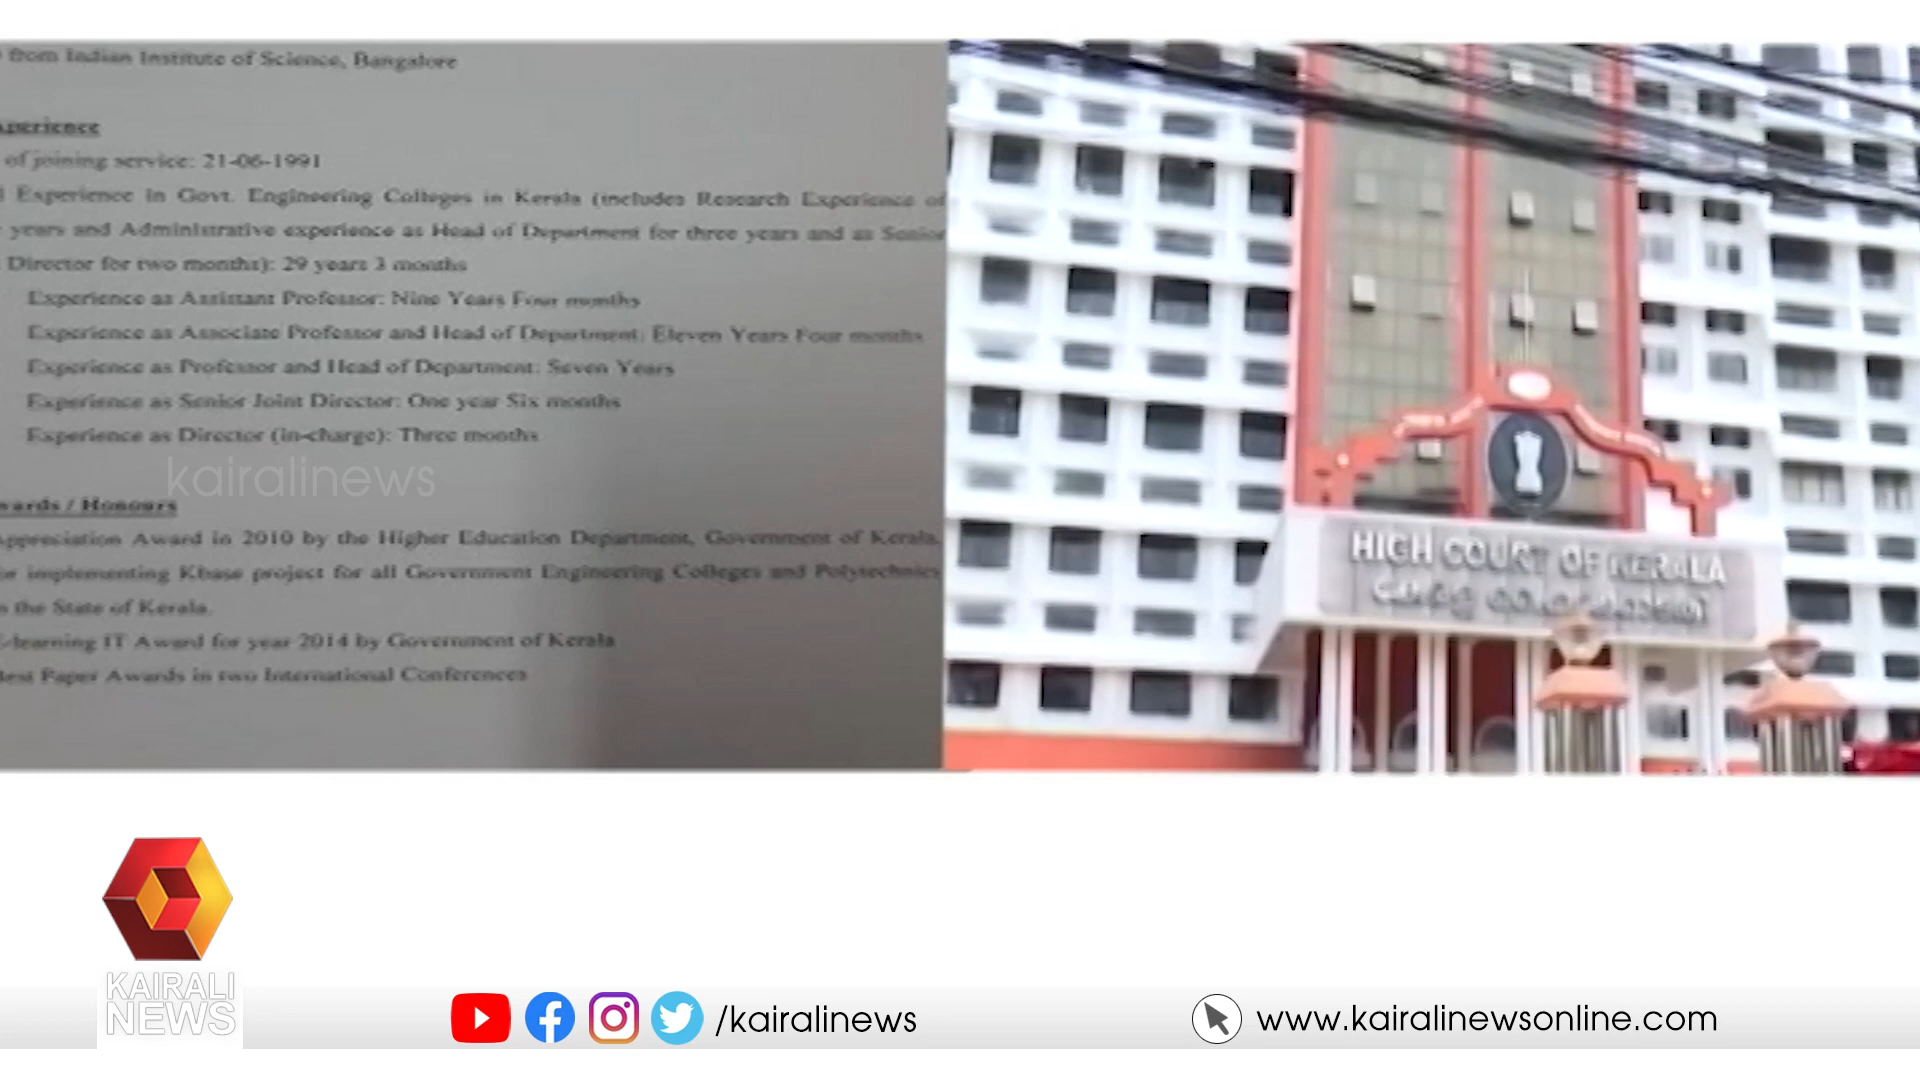 from Indian Institute of Science, Bangalore
perience
of joining service: 21-06-1991
Experience in Govt. Engineering Colleges in Kerala (includes Research Experience of
years and Administrative experience as Head of Department for three years and as Senior
Director for two months): 29 years 3 months
Experience as Assistant Professor: Nine Years Four months
Experience as Associate Professor and Head of Department: Eleven Years Four months
Experience as Professor and Head of Department: Seven Years
Experience as Senior Joint Director: One year Six months
Experience as Director (in-charge): Three months
kairalinews
wards / Honours
Appreciation Award in 2010 by the Higher Education Department, Government of Kerala,
implementing Kbase project for all Government Engineering Colleges and Polytechnics
the State of Kerala.
E-learning IT Award for year 2014 by Government of Kerala
Best Paper Awards in two International Conferences
HIGH COURT OF KERALA
KAIRALI
NEWS
/kairalinews
www.kairalinewsonline.com